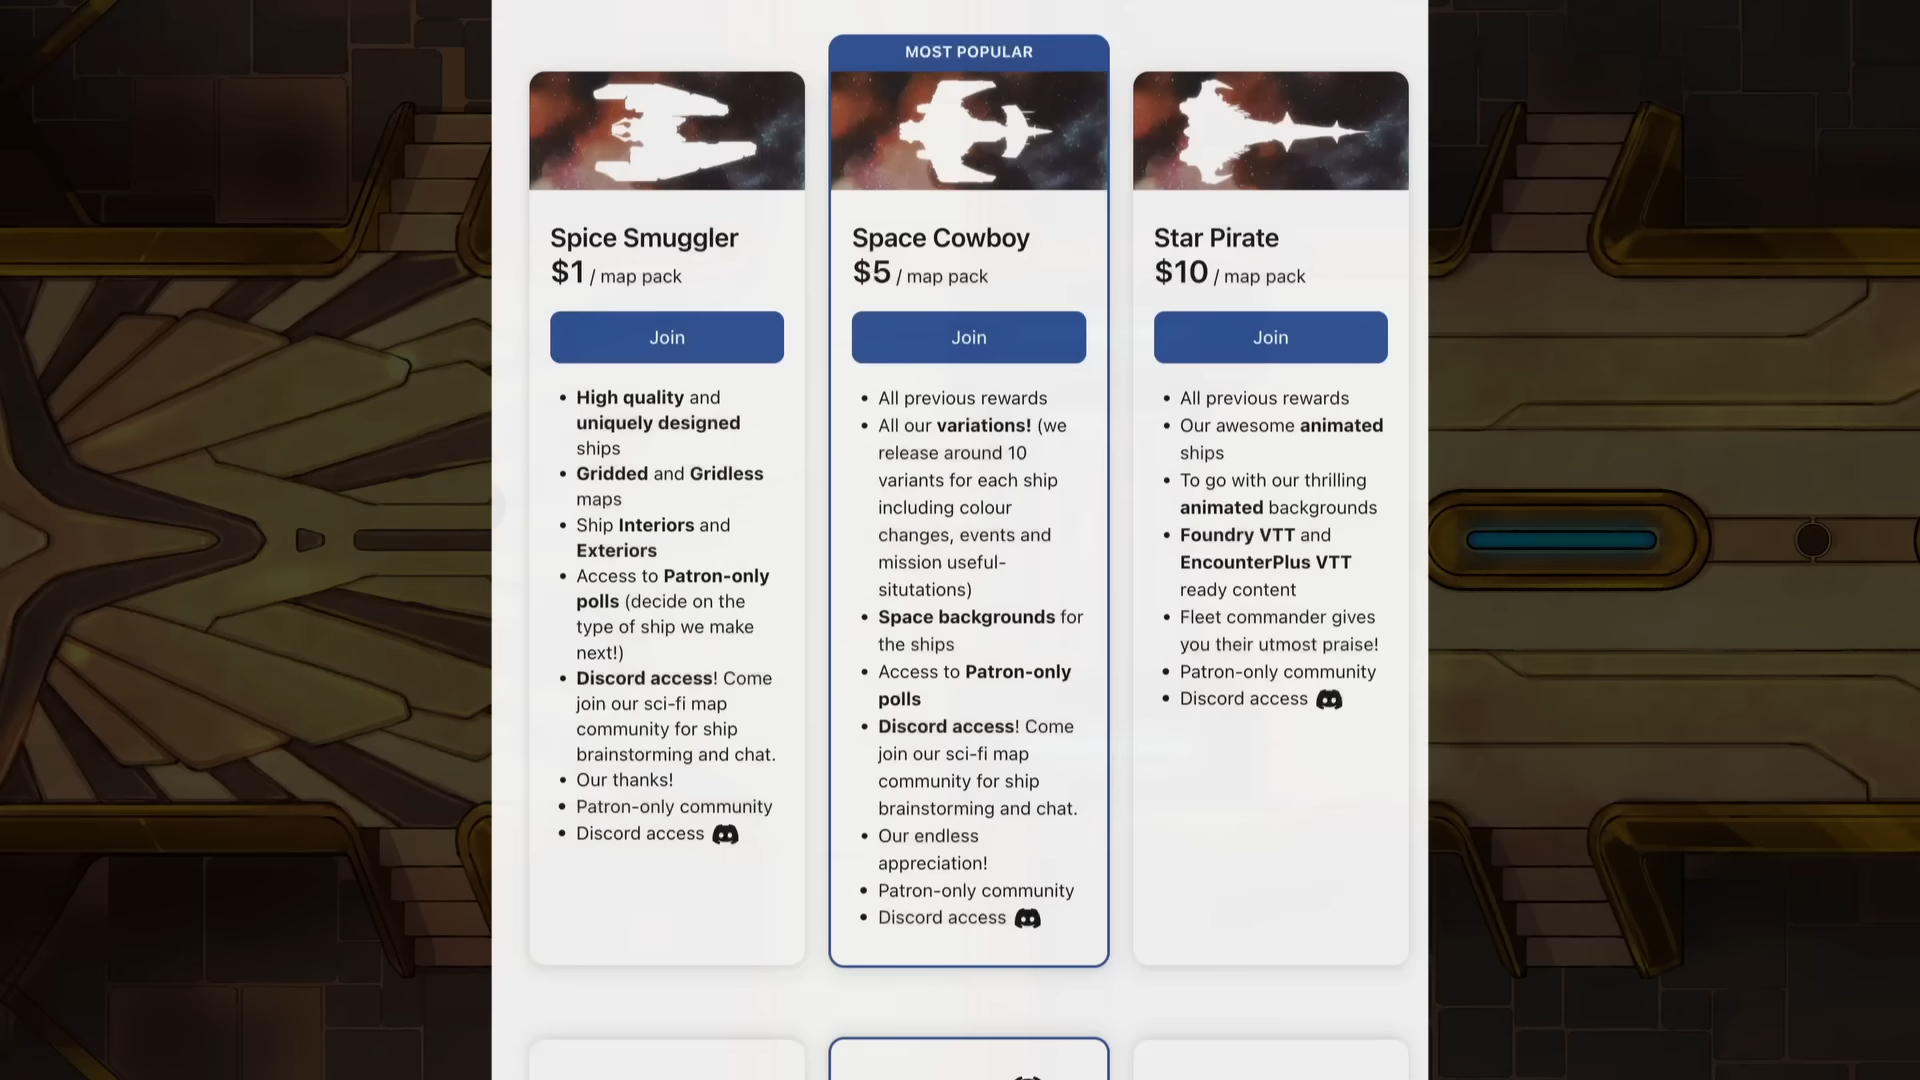 MOST POPULAR
Spice Smuggler
$1 / map pack
Join
• High quality and
uniquely designed
ships
• Gridded and Gridless
maps
• Ship Interiors and
Exteriors
• Access to Patron-only
polls (decide on the
type of ship we make
next!)
• Discord access! Come
join our sci-fi map
community for ship
brainstorming and chat.
• Our thanks!
• Patron-only community
• Discord access
Space Cowboy
$5 / map pack
Join
• All previous rewards
• All our variations! (we
release around 10
variants for each ship
including colour
changes, events and
mission useful-
situtations)
• Space backgrounds for
the ships
• Access to Patron-only
polls
• Discord access! Come
join our sci-fi map
community for ship
brainstorming and chat.
• Our endless
appreciation!
• Patron-only community
• Discord access
Star Pirate
$10 / map pack
Join
• All previous rewards
• Our awesome animated
ships
• To go with our thrilling
animated backgrounds
• Foundry VTT and
EncounterPlus VTT
ready content
• Fleet commander gives
you their utmost praise!
• Patron-only community
• Discord access